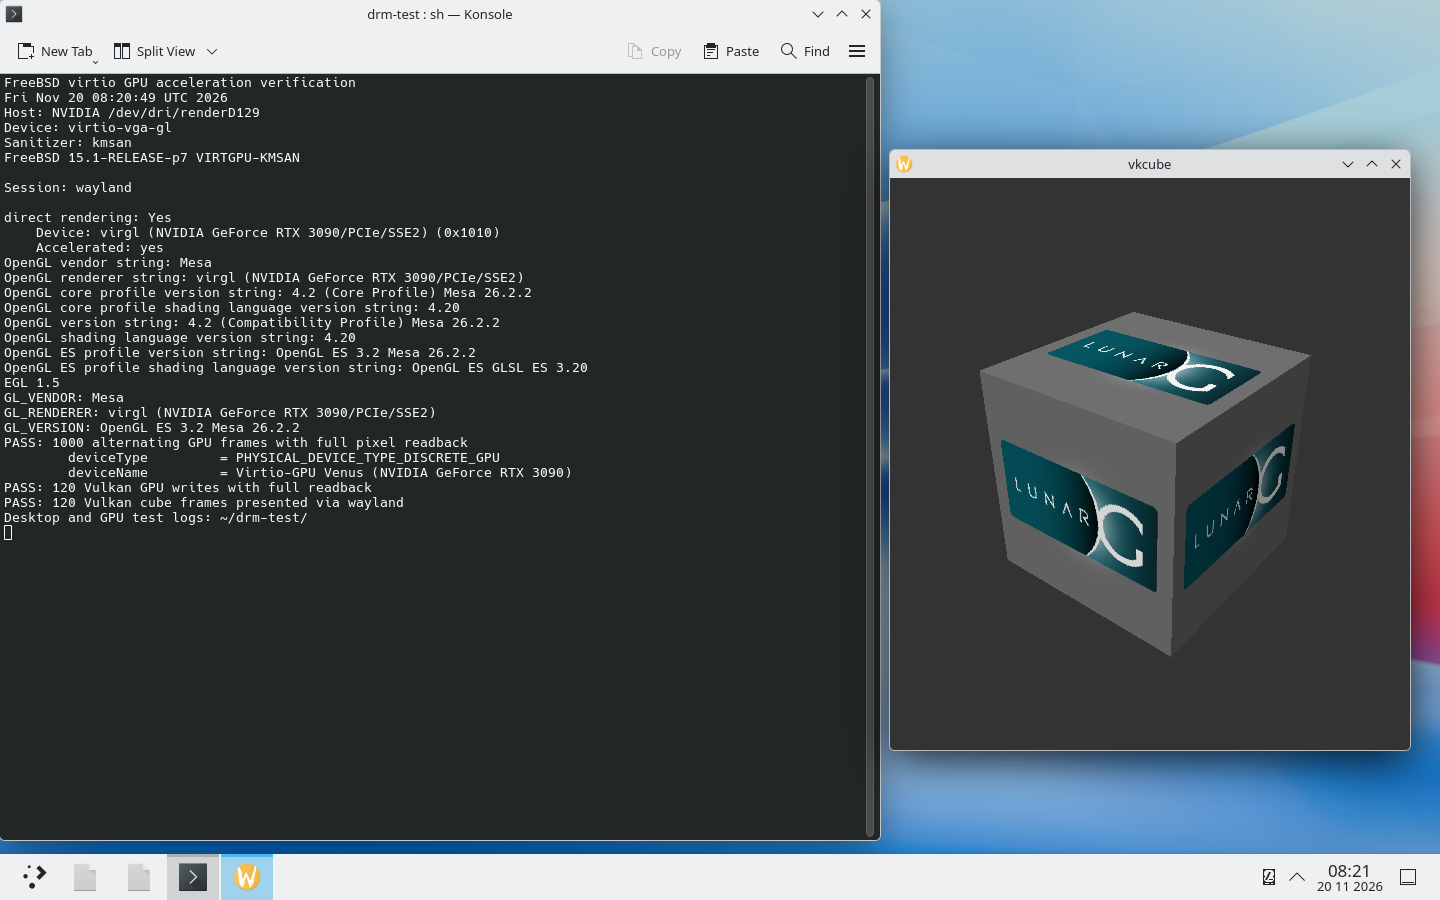 drm-test : sh — Konsole
New Tab
Split View
Copy
Paste
Find
FreeBSD virtio GPU acceleration verification
Fri Nov 20 08:20:49 UTC 2026
Host: NVIDIA /dev/dri/renderD129
Device: virtio-vga-gl
Sanitizer: kmsan
FreeBSD 15.1-RELEASE-p7 VIRTGPU-KMSAN
Session: wayland
direct rendering: Yes
Device: virgl (NVIDIA GeForce RTX 3090/PCIe/SSE2) (0x1010)
Accelerated: yes
OpenGL vendor string: Mesa
OpenGL renderer string: virgl (NVIDIA GeForce RTX 3090/PCIe/SSE2)
OpenGL core profile version string: 4.2 (Core Profile) Mesa 26.2.2
OpenGL core profile shading language version string: 4.20
OpenGL version string: 4.2 (Compatibility Profile) Mesa 26.2.2
OpenGL shading language version string: 4.20
OpenGL ES profile version string: OpenGL ES 3.2 Mesa 26.2.2
OpenGL ES profile shading language version string: OpenGL ES GLSL ES 3.20
EGL 1.5
GL_VENDOR: Mesa
GL_RENDERER: virgl (NVIDIA GeForce RTX 3090/PCIe/SSE2)
GL_VERSION: OpenGL ES 3.2 Mesa 26.2.2
PASS: 1000 alternating GPU frames with full pixel readback
deviceType = PHYSICAL_DEVICE_TYPE_DISCRETE_GPU
deviceName = Virtio-GPU Venus (NVIDIA GeForce RTX 3090)
PASS: 120 Vulkan GPU writes with full readback
PASS: 120 Vulkan cube frames presented via wayland
Desktop and GPU test logs: ~/drm-test/
vkcube
LUNARG
LUNARG
LUNARG
08:21
20 11 2026